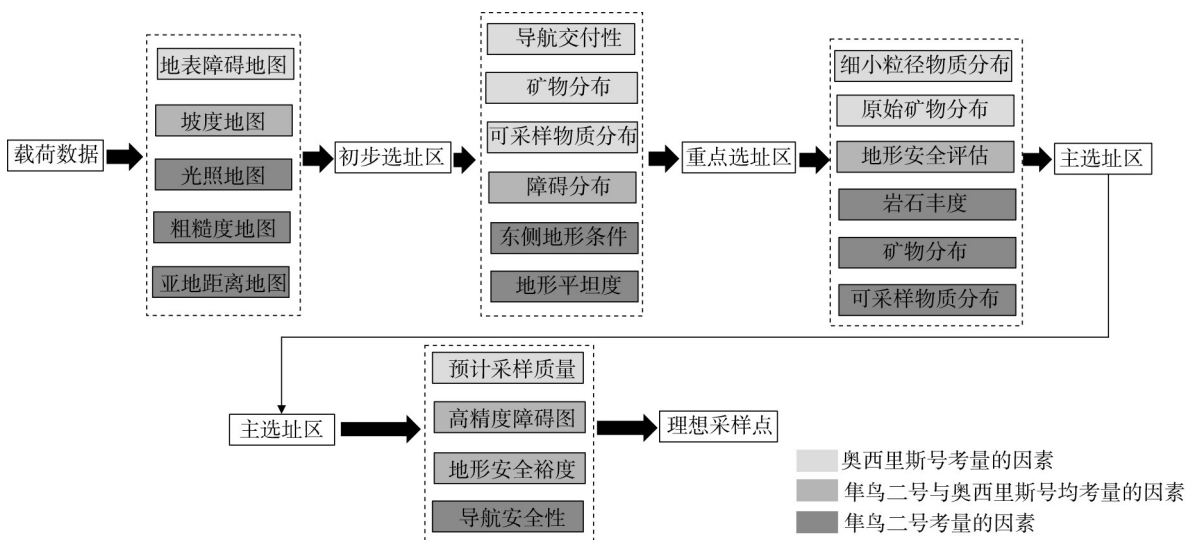 载荷数据
地表障碍地图
坡度地图
光照地图
粗糙度地图
亚地距离地图
初步选址区
导航交付性
矿物分布
可采样物质分布
障碍分布
东侧地形条件
地形平坦度
重点选址区
细小粒径物质分布
原始矿物分布
地形安全评估
岩石丰度
矿物分布
可采样物质分布
主选址区
主选址区
预计采样质量
高精度障碍图
地形安全裕度
导航安全性
理想采样点
奥西里斯号考量的因素
隼鸟二号与奥西里斯号均考量的因素
隼鸟二号考量的因素